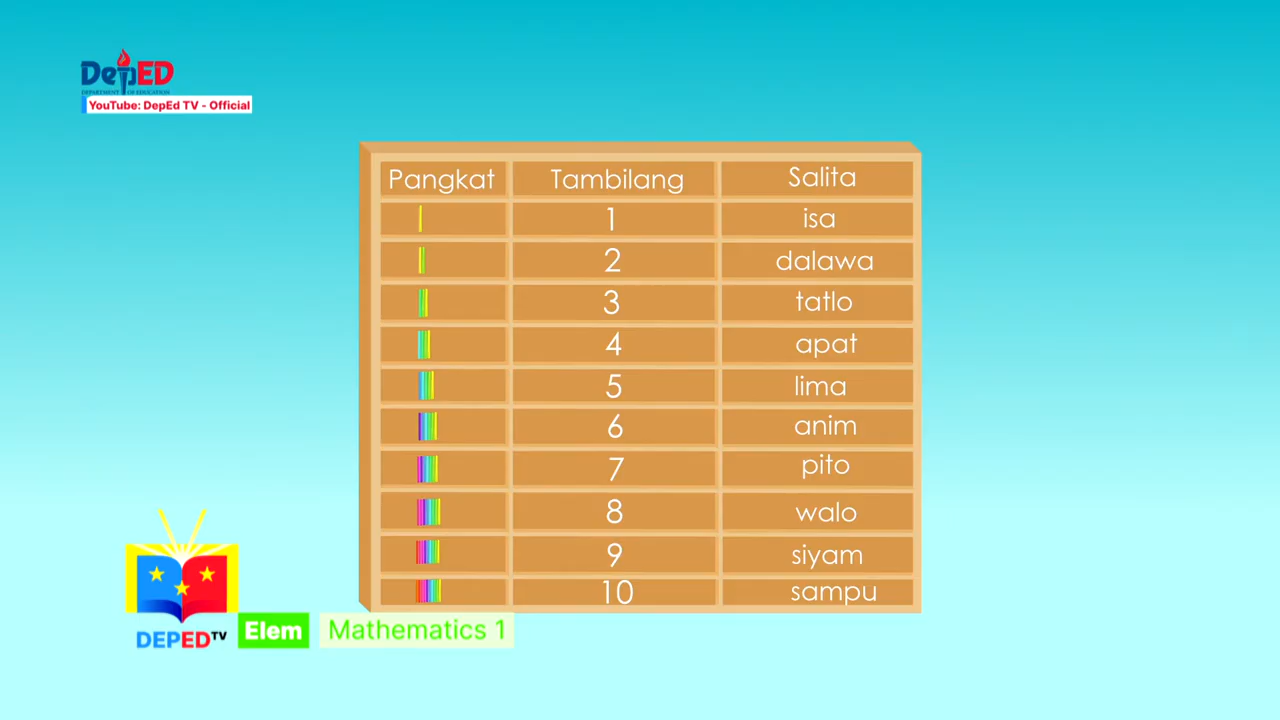 DepED
DEPARTMENT OF EDUCATION
YouTube: DepEd TV - Official
Pangkat Tambilang Salita
1 isa
2 dalawa
3 tatlo
4 apat
5 lima
6 anim
7 pito
8 walo
9 siyam
10 sampu
DEPED TV Elem Mathematics 1